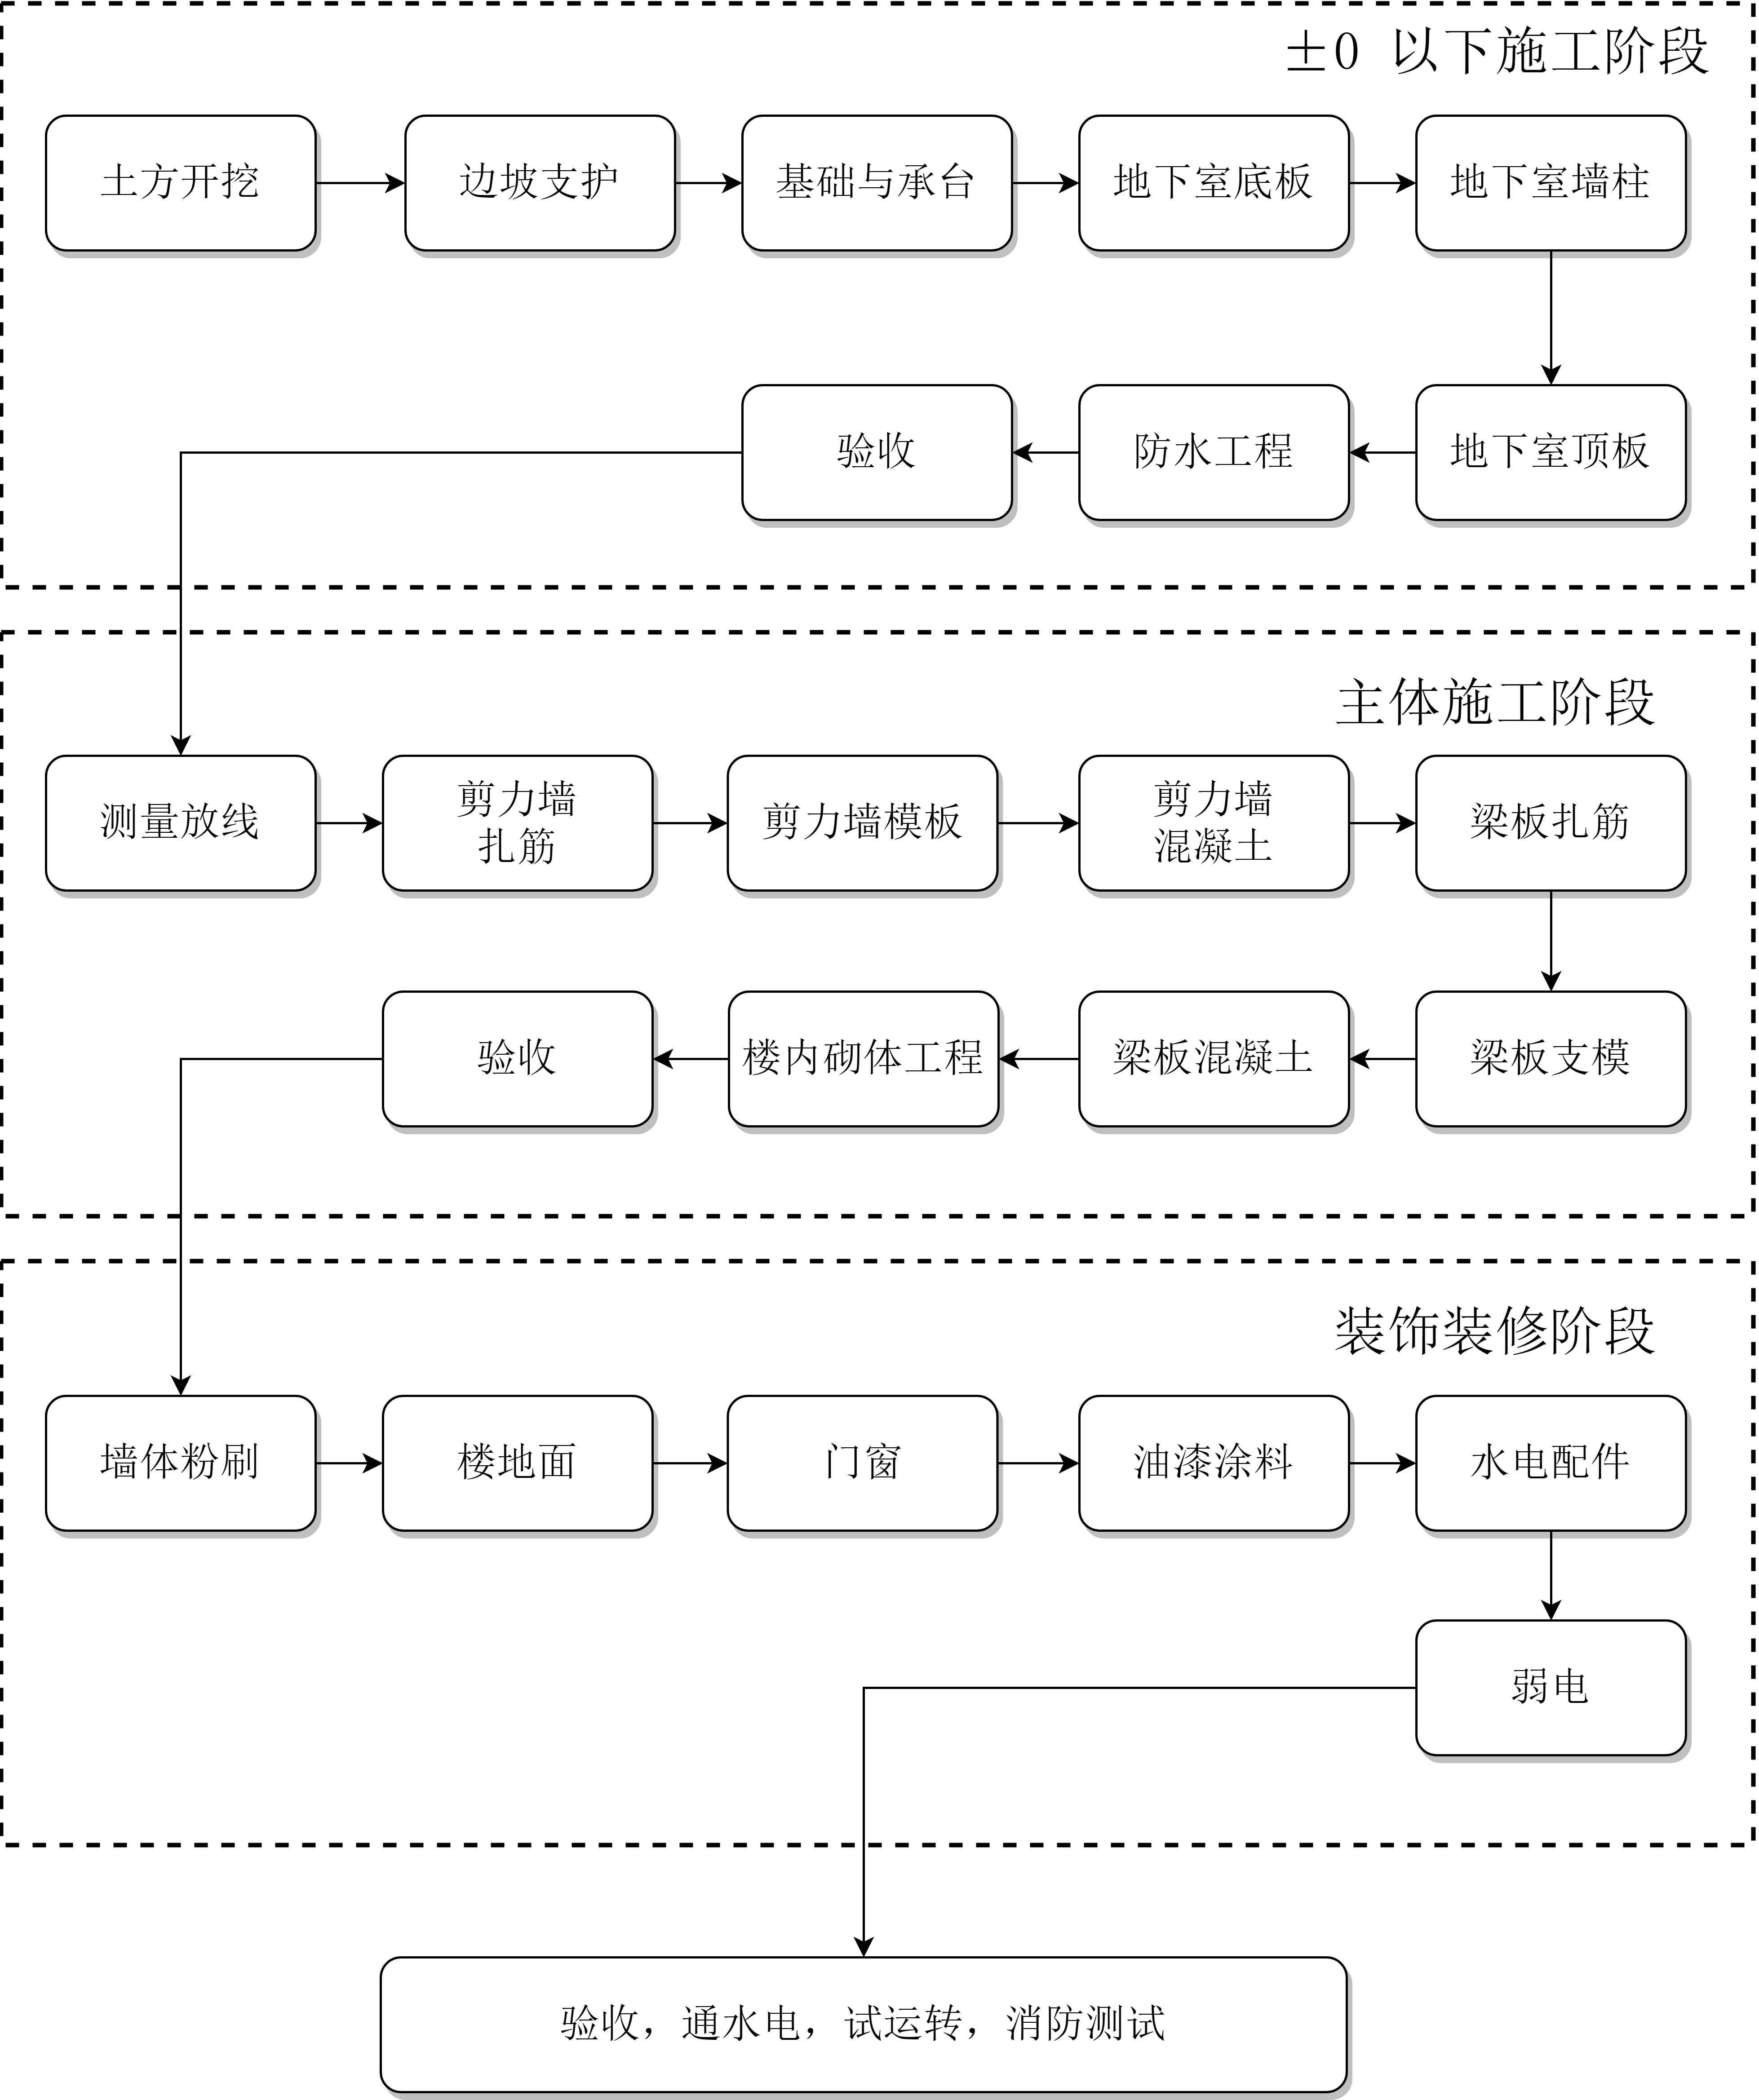 ±0 以下施工阶段
土方开挖
边坡支护
基础与承台
地下室底板
地下室墙柱
地下室顶板
防水工程
验收
主体施工阶段
测量放线
剪力墙
扎筋
剪力墙模板
剪力墙
混凝土
梁板扎筋
梁板支模
梁板混凝土
楼内砌体工程
验收
装饰装修阶段
墙体粉刷
楼地面
门窗
油漆涂料
水电配件
弱电
验收，通水电，试运转，消防测试